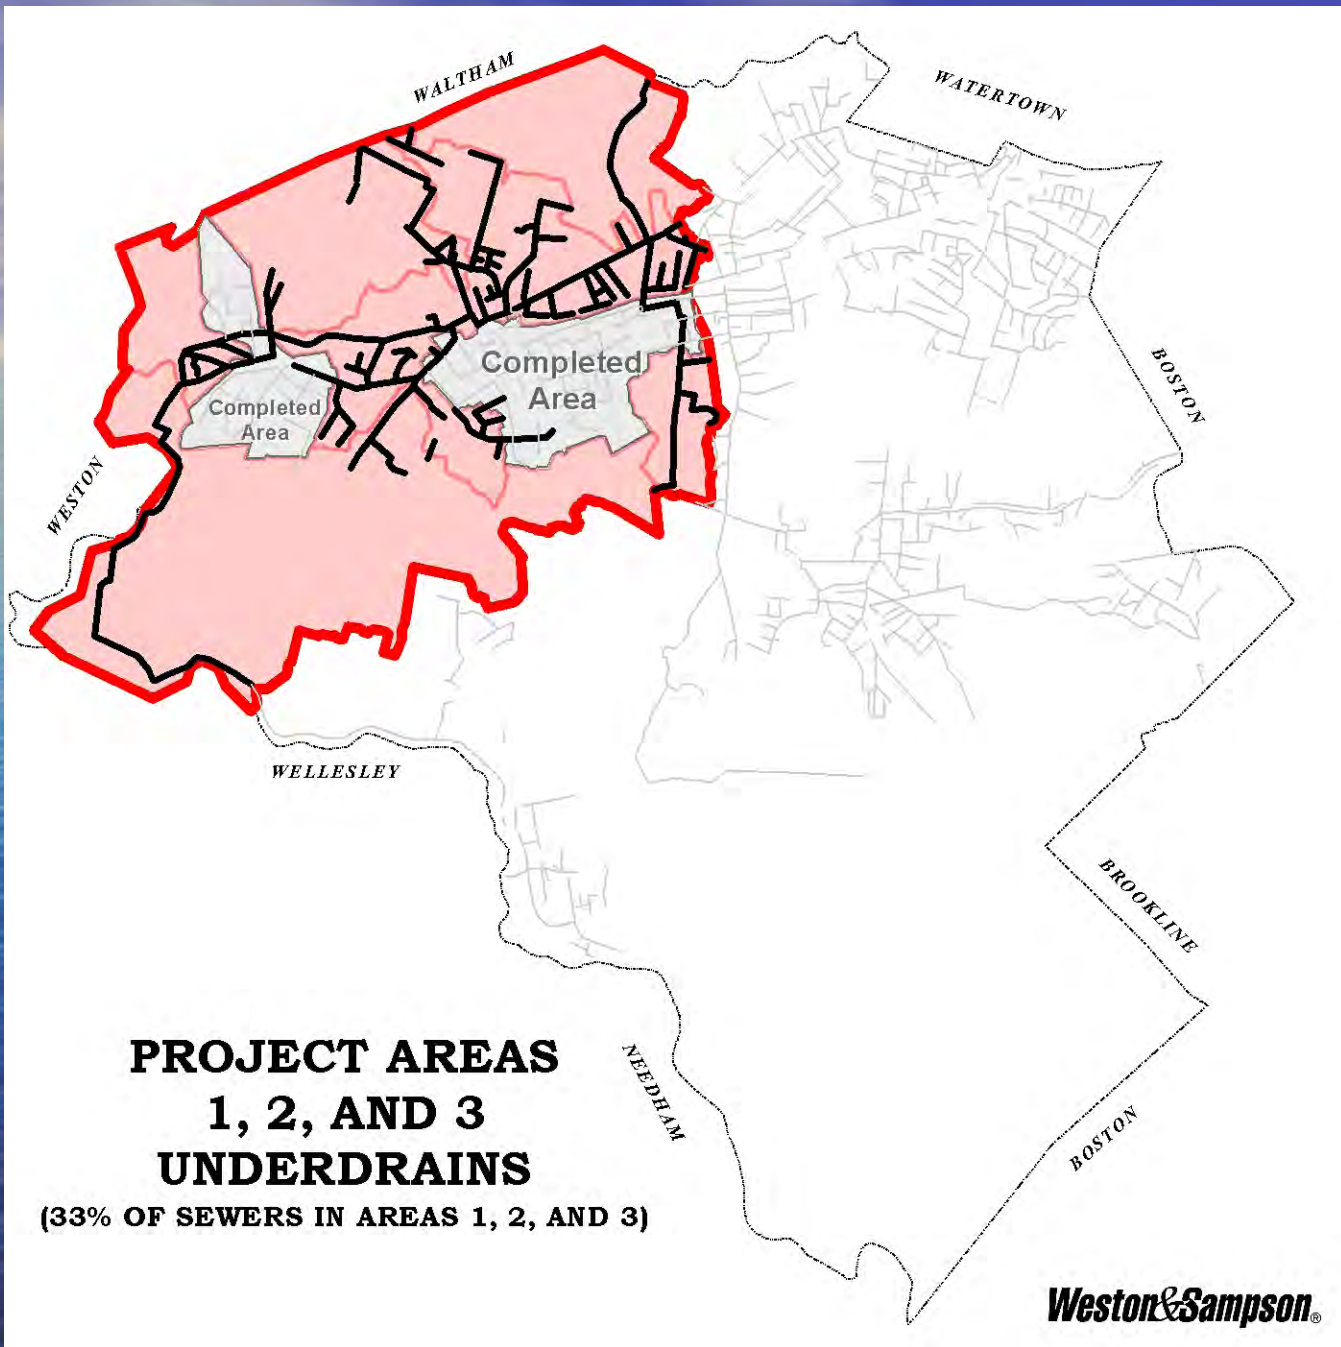 WALTHAM
WATERTOWN
BOSTON
Completed
Area
Completed
Area
WESTON
WELLESLEY
BROOKLINE
NEEDHAM
BOSTON
PROJECT AREAS
1, 2, AND 3
UNDERDRAINS
(33% OF SEWERS IN AREAS 1, 2, AND 3)
Weston&Sampson®